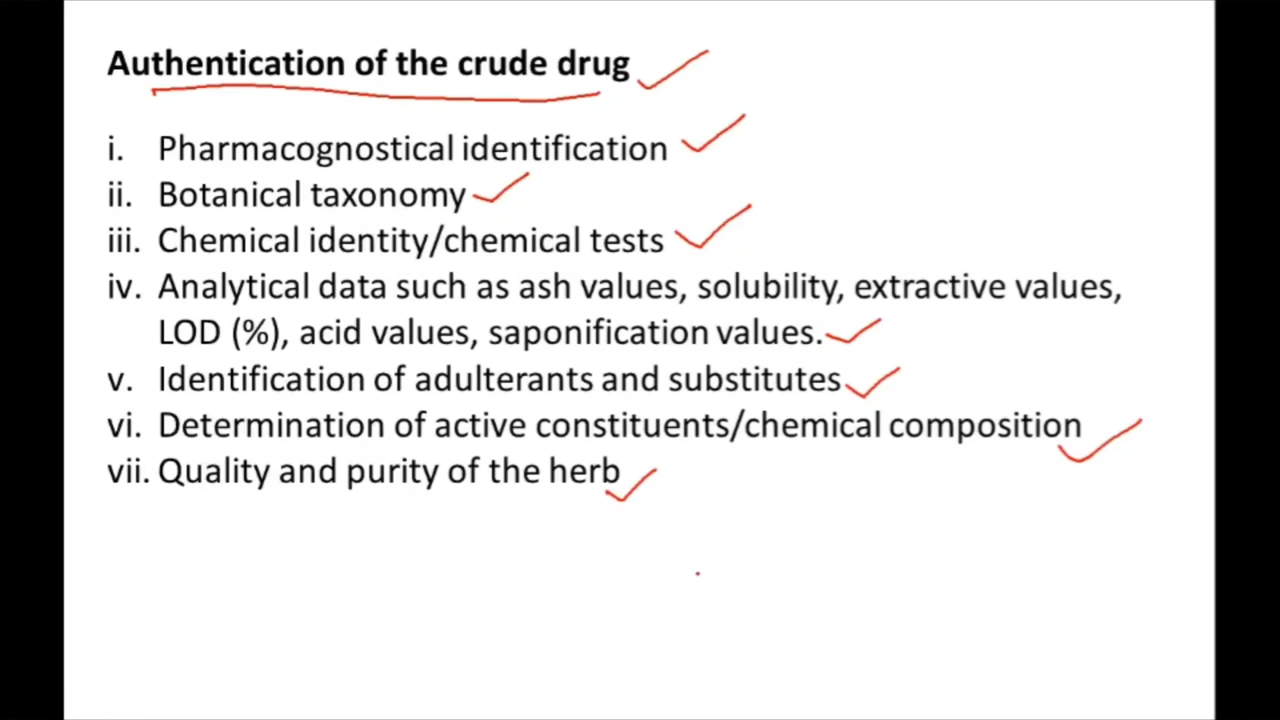 Authentication of the crude drug
i. Pharmacognostical identification
ii. Botanical taxonomy
iii. Chemical identity/chemical tests
iv. Analytical data such as ash values, solubility, extractive values,
LOD (%), acid values, saponification values.
v. Identification of adulterants and substitutes
vi. Determination of active constituents/chemical composition
vii. Quality and purity of the herb